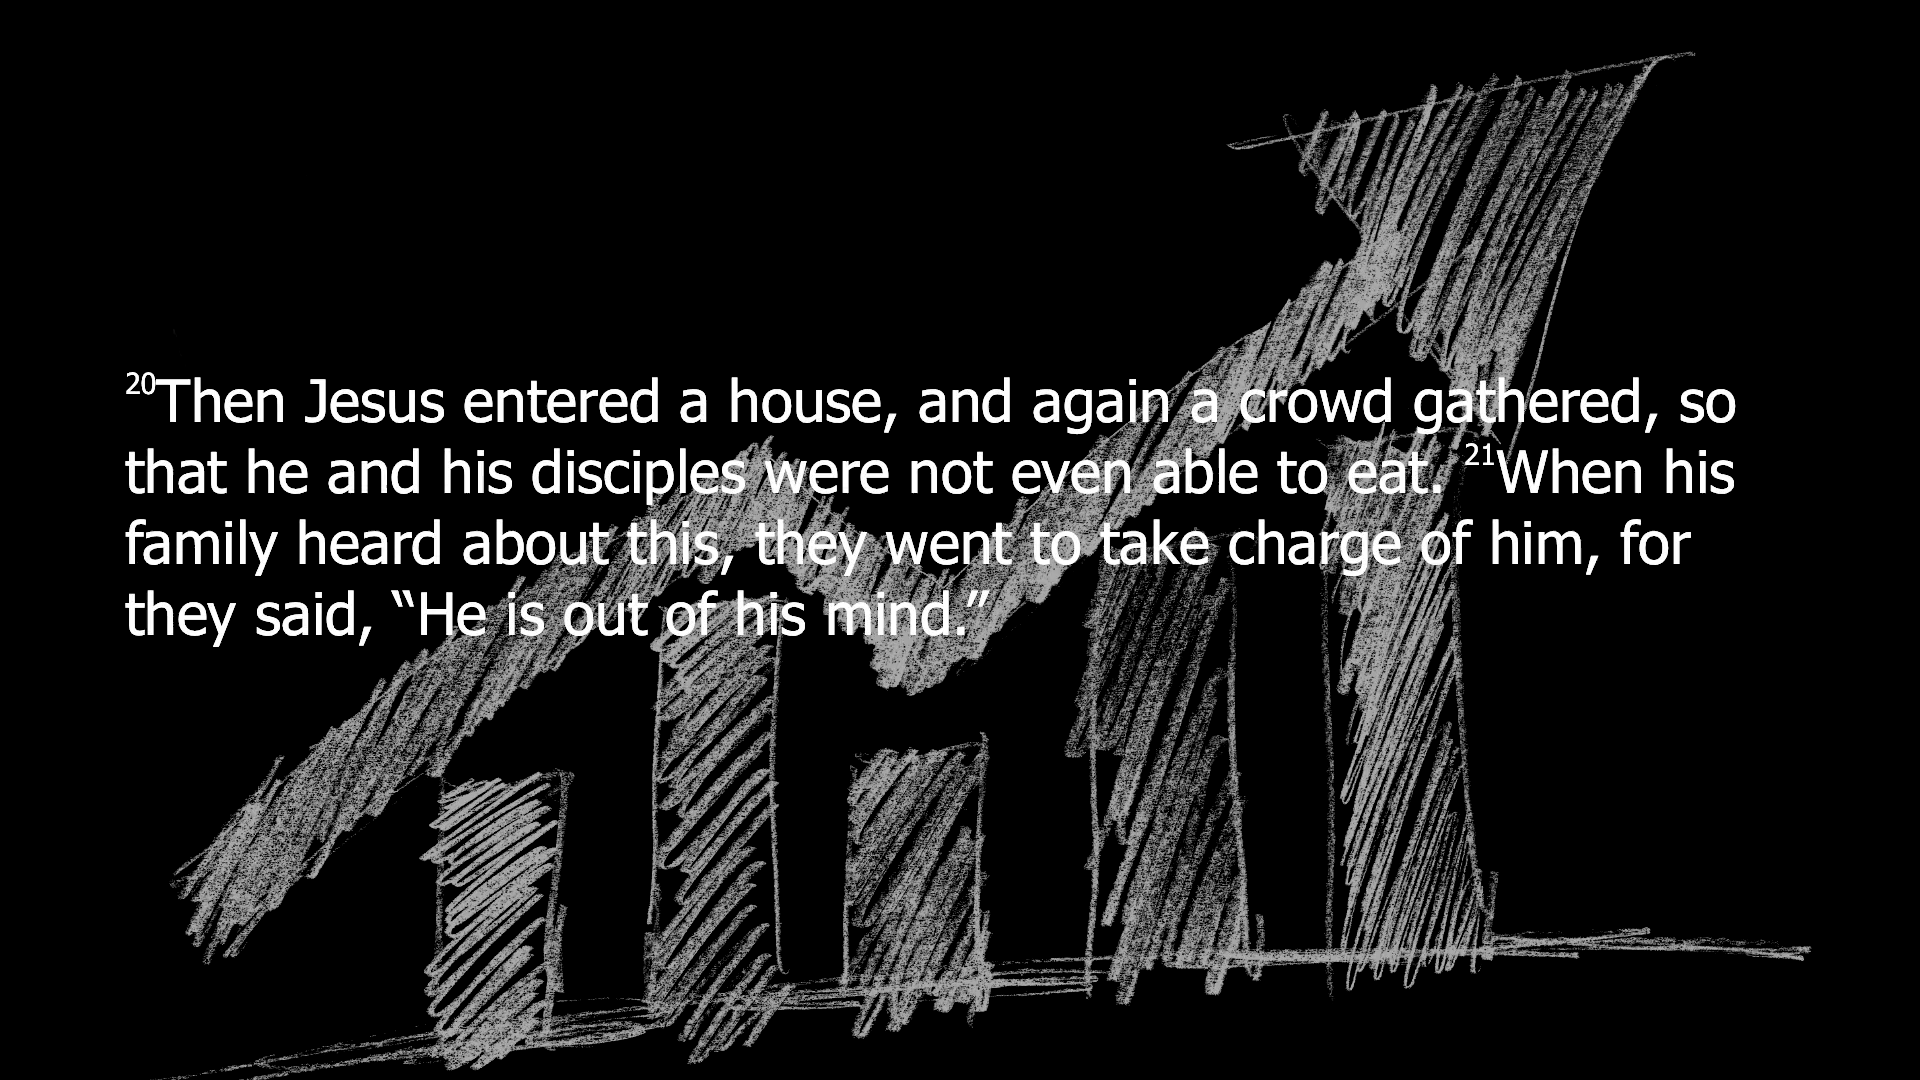 20Then Jesus entered a house, and again a crowd gathered, so
that he and his disciples were not even able to eat. 21When his
family heard about this, they went to take charge of him, for
they said, “He is out of his mind.”